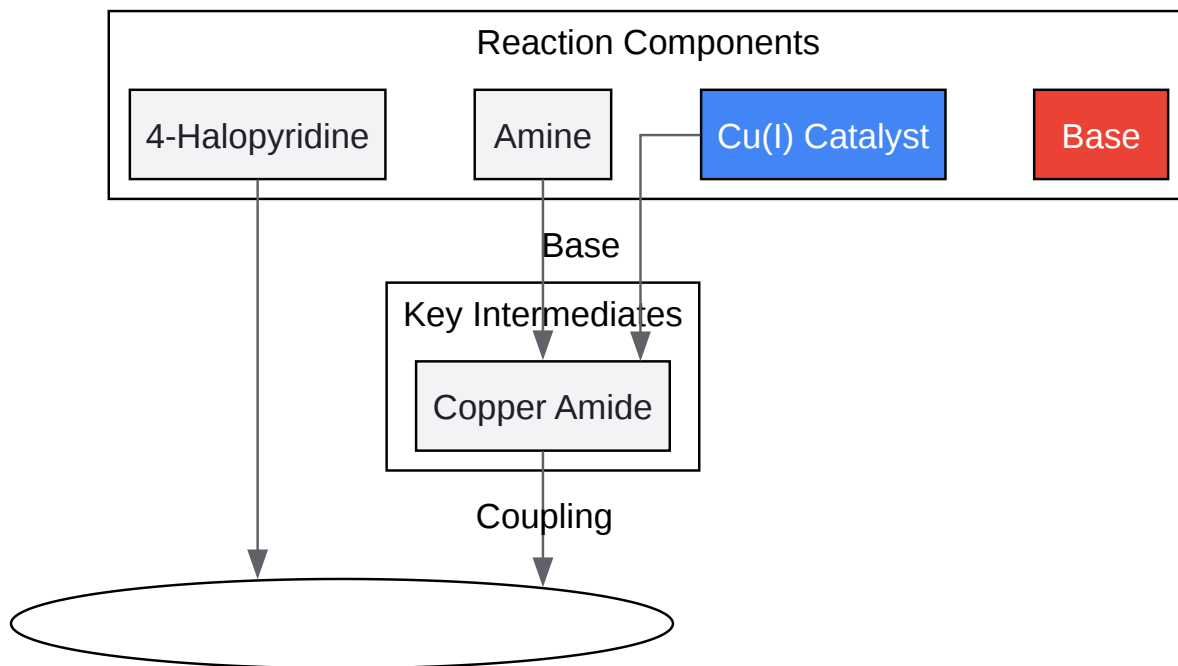 Reaction Components
4-Halopyridine
Amine
Cu(I) Catalyst
Base
Base
Key Intermediates
Copper Amide
Coupling